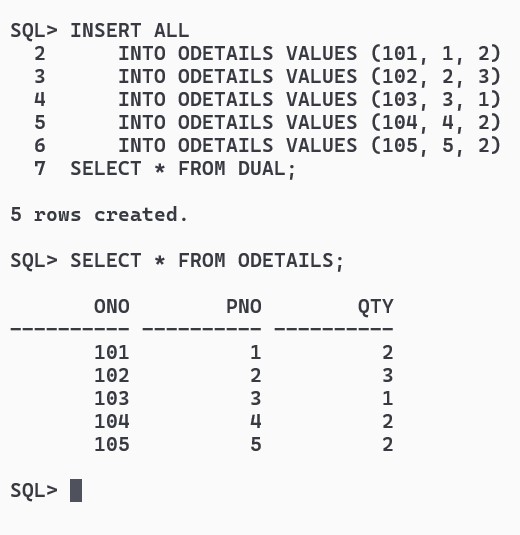 SQL> INSERT ALL
  2      INTO ODETAILS VALUES (101, 1, 2)
  3      INTO ODETAILS VALUES (102, 2, 3)
  4      INTO ODETAILS VALUES (103, 3, 1)
  5      INTO ODETAILS VALUES (104, 4, 2)
  6      INTO ODETAILS VALUES (105, 5, 2)
  7  SELECT * FROM DUAL;
5 rows created.
SQL> SELECT * FROM ODETAILS;
       ONO        PNO        QTY
---------- ---------- ----------
       101          1          2
       102          2          3
       103          3          1
       104          4          2
       105          5          2
SQL>